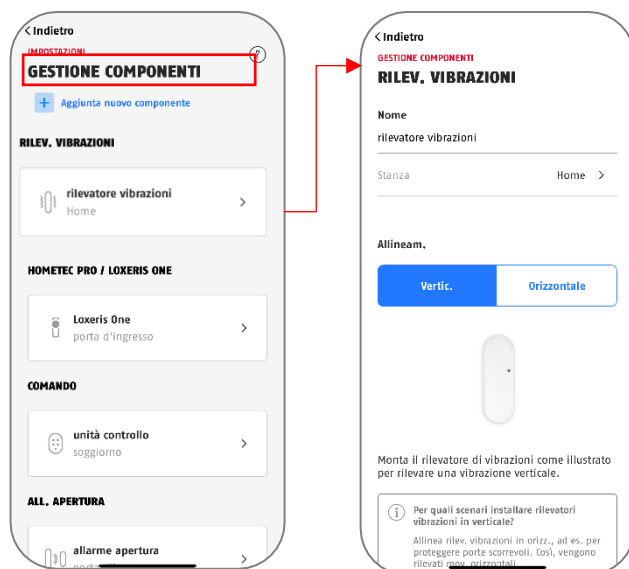 Indietro
IMPOSTAZIONI
?
GESTIONE COMPONENTI
+ Aggiunta nuovo componente
RILEV. VIBRAZIONI
rilevatore vibrazioni
Home
HOMETEC PRO / LOXERIS ONE
Loxeris One
porta d'ingresso
COMANDO
unità controllo
soggiorno
ALL. APERTURA
allarme apertura
Indietro
GESTIONE COMPONENTI
RILEV. VIBRAZIONI
Nome
rilevatore vibrazioni
Stanza Home
Allineam.
Vertic. Orizzontale
Monta il rilevatore di vibrazioni come illustrato
per rilevare una vibrazione verticale.
i Per quali scenari installare rilevatori
vibrazioni in verticale?
Allinea rilev. vibrazioni in orizz., ad es. per
proteggere porte scorrevoli. Così, vengono
rilevati mov. orizzontali.